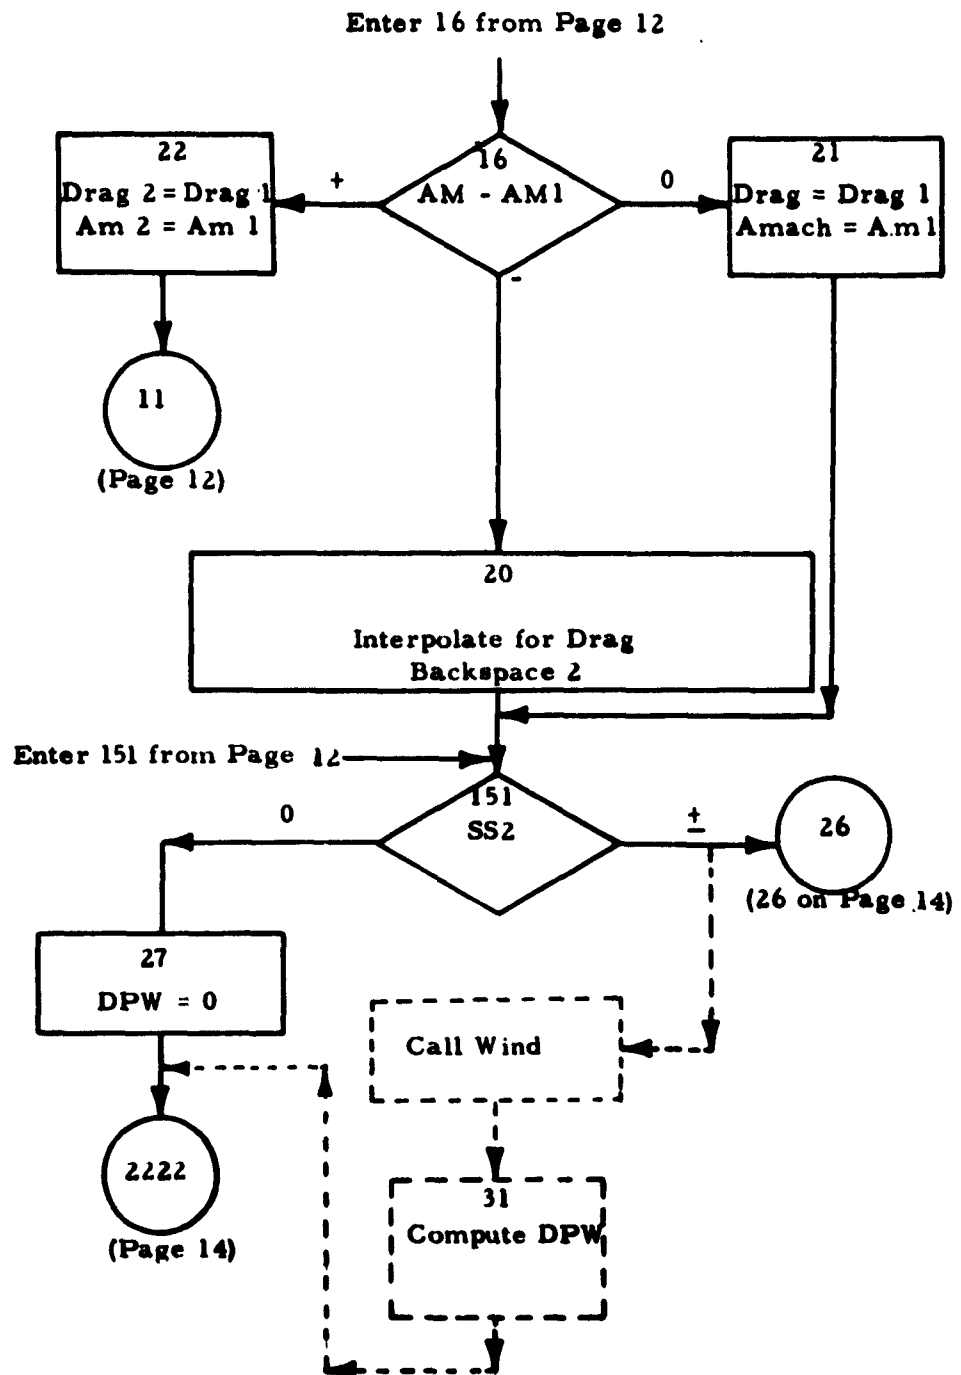 Enter 16 from Page 12
22
Drag 2 = Drag 1
Am 2 = Am 1
+
16
AM - AM1
0
21
Drag = Drag 1
Amach = A.m 1
-
11
(Page 12)
20
Interpolate for Drag
Backspace 2
Enter 151 from Page 12
0
151
SS2
±
26
(26 on Page 14)
27
DPW = 0
Call Wind
2222
(Page 14)
31
Compute DPW